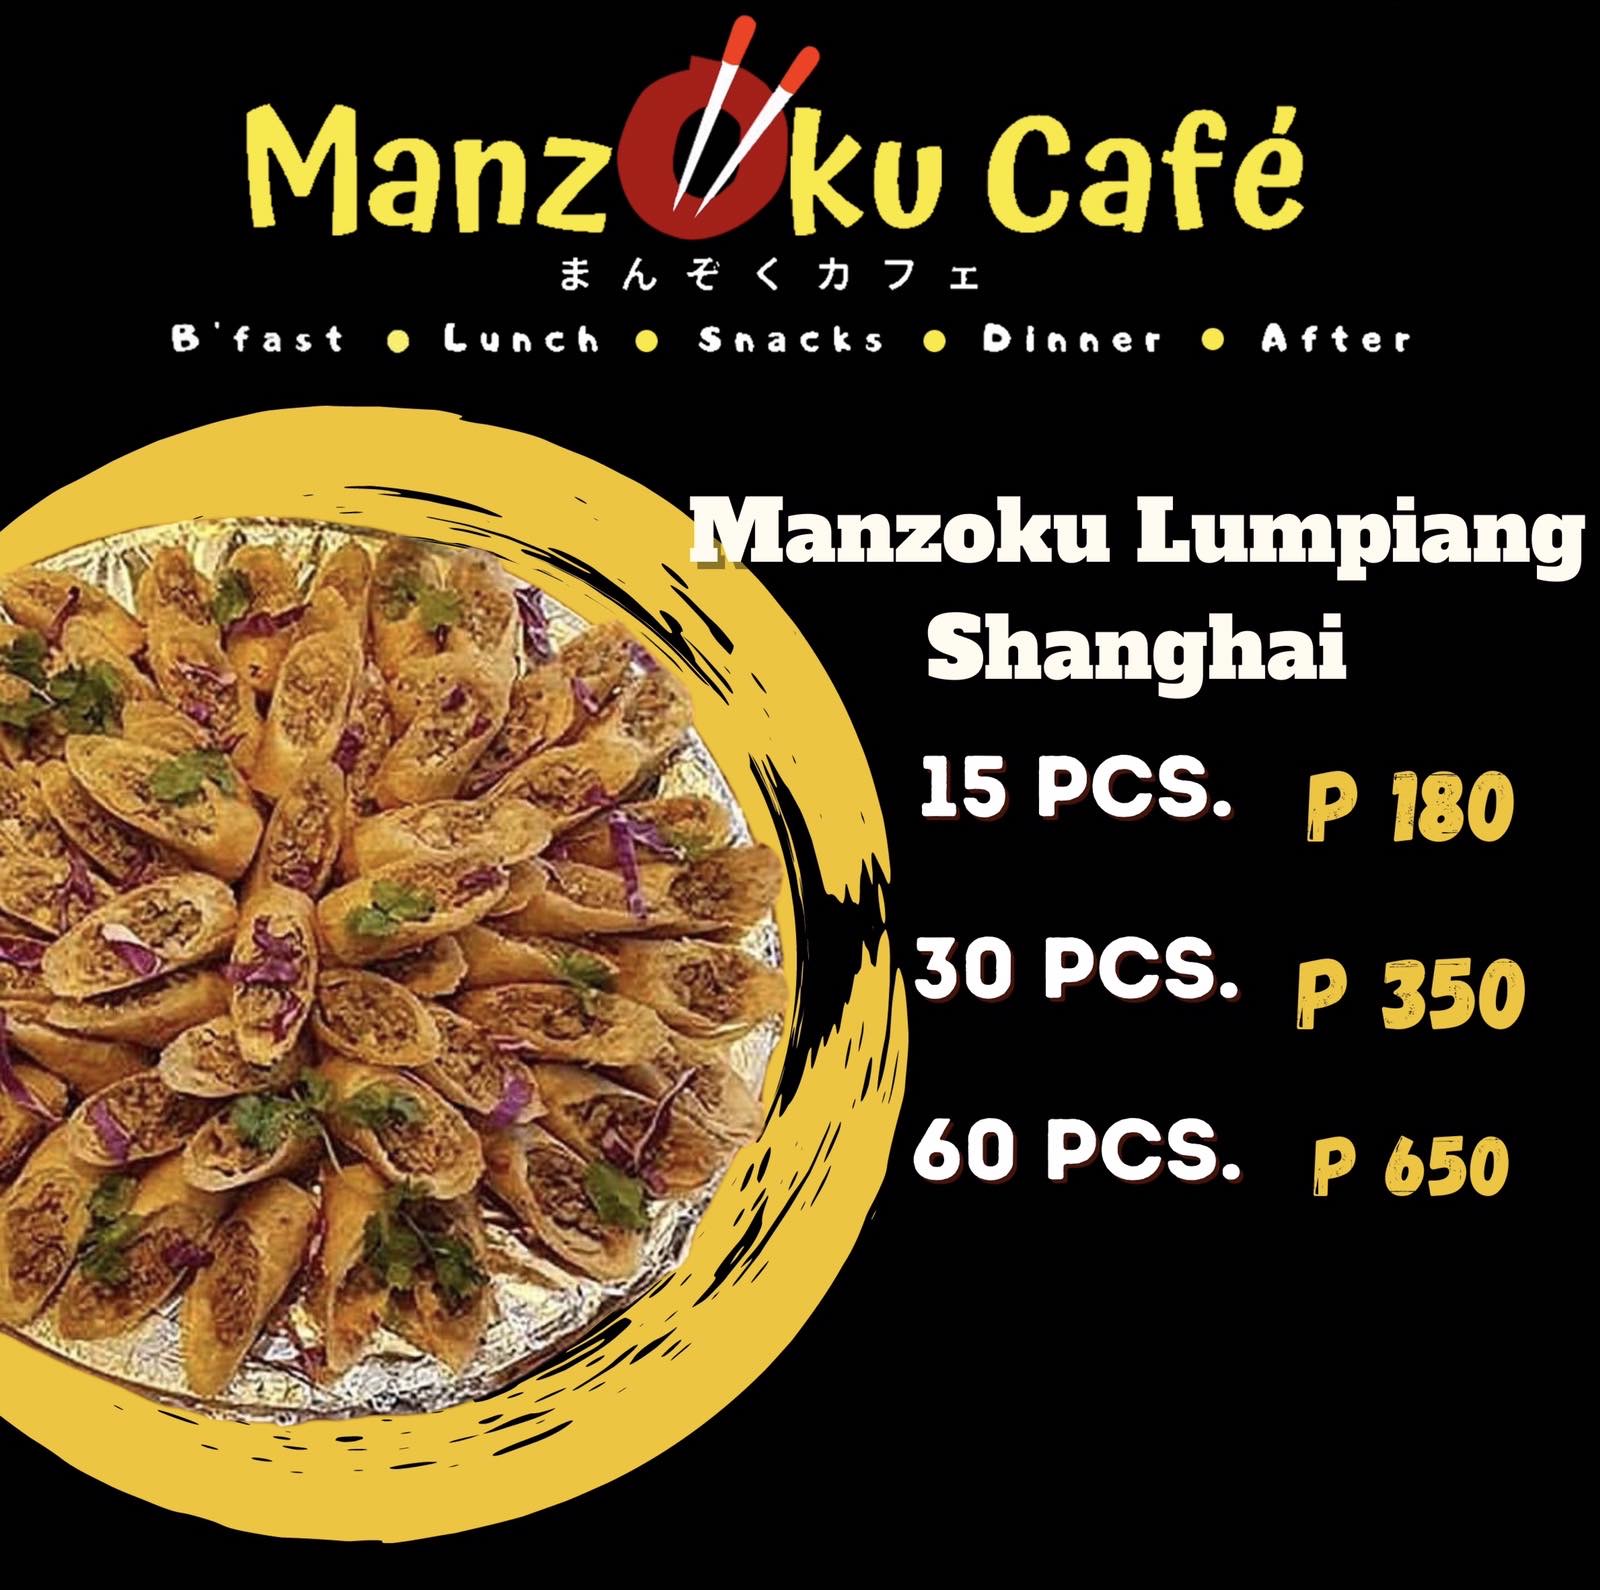 Manzoku Café
まんぞくカフェ
B'fast ● Lunch ● Snacks ● Dinner ● After
Manzoku Lumpiang
Shanghai
15 PCS. P 180
30 PCS. P 350
60 PCS. P 650